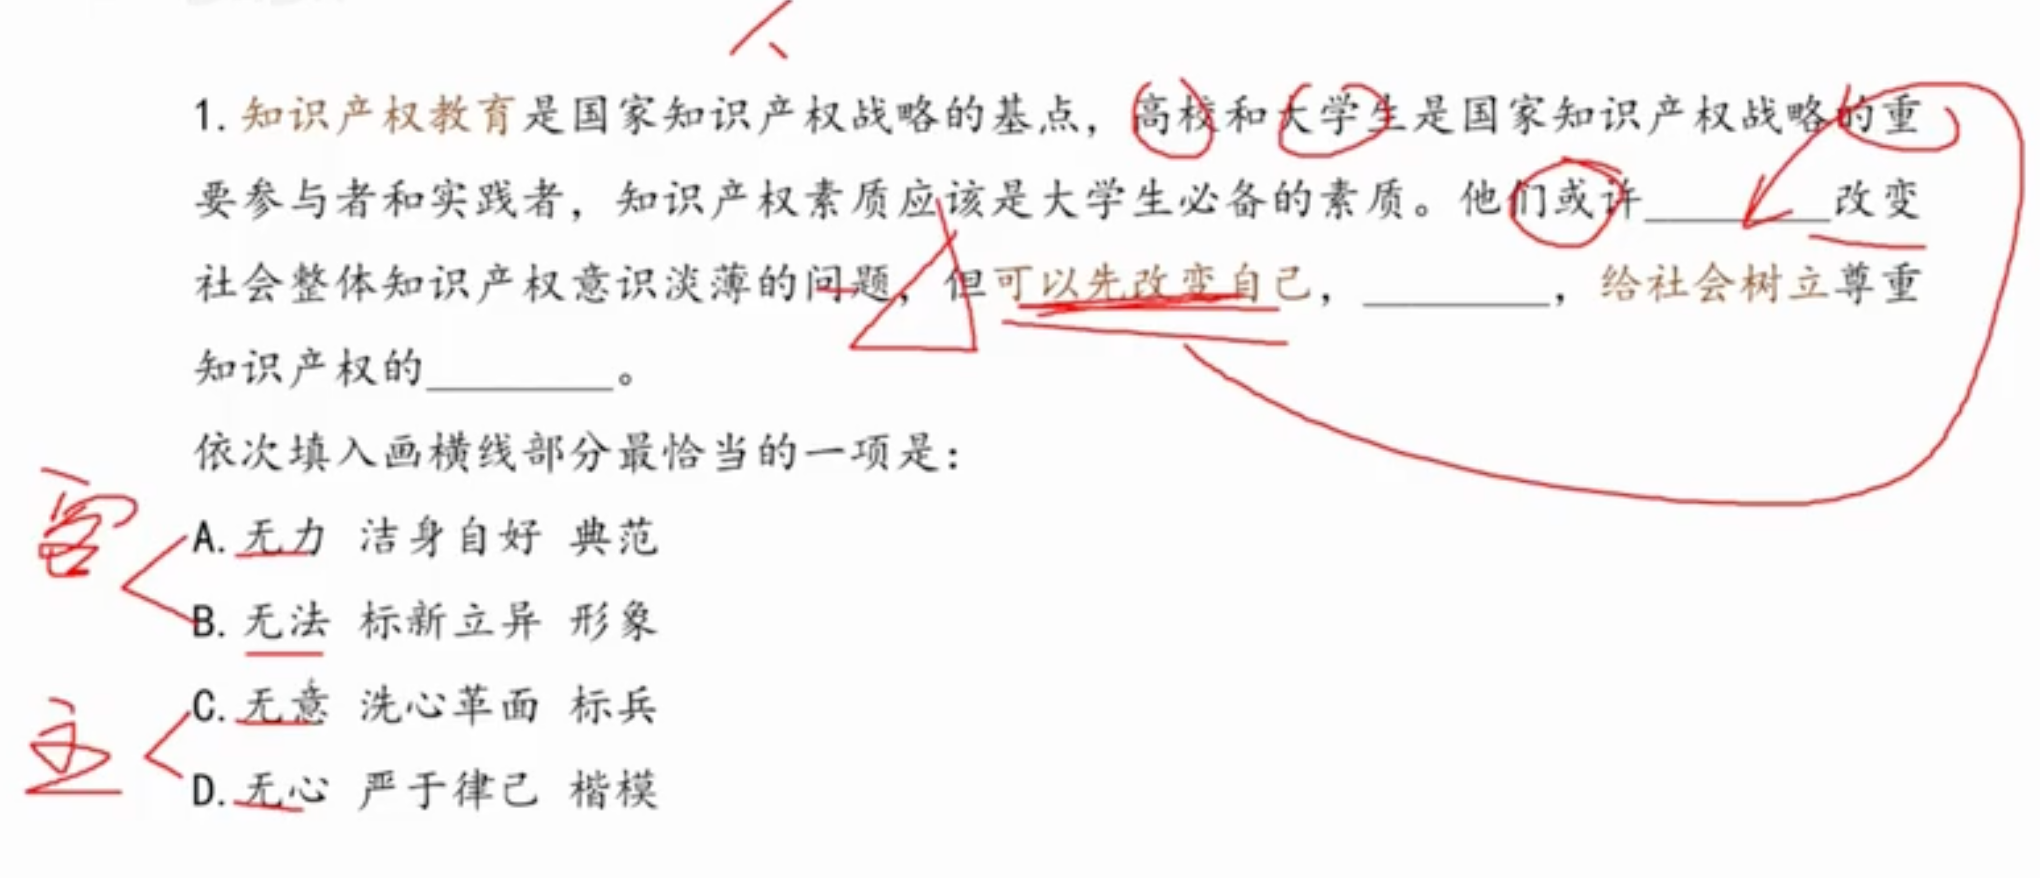 1.知识产权教育是国家知识产权战略的基点，高校和大学生是国家知识产权战略的重
要参与者和实践者，知识产权素质应该是大学生必备的素质。他们或许________改变
社会整体知识产权意识淡薄的问题，但可以先改变自己，________，给社会树立尊重
知识产权的________。
依次填入画横线部分最恰当的一项是：
客
A.无力 洁身自好 典范
B.无法 标新立异 形象
主
C.无意 洗心革面 标兵
D.无心 严于律己 楷模